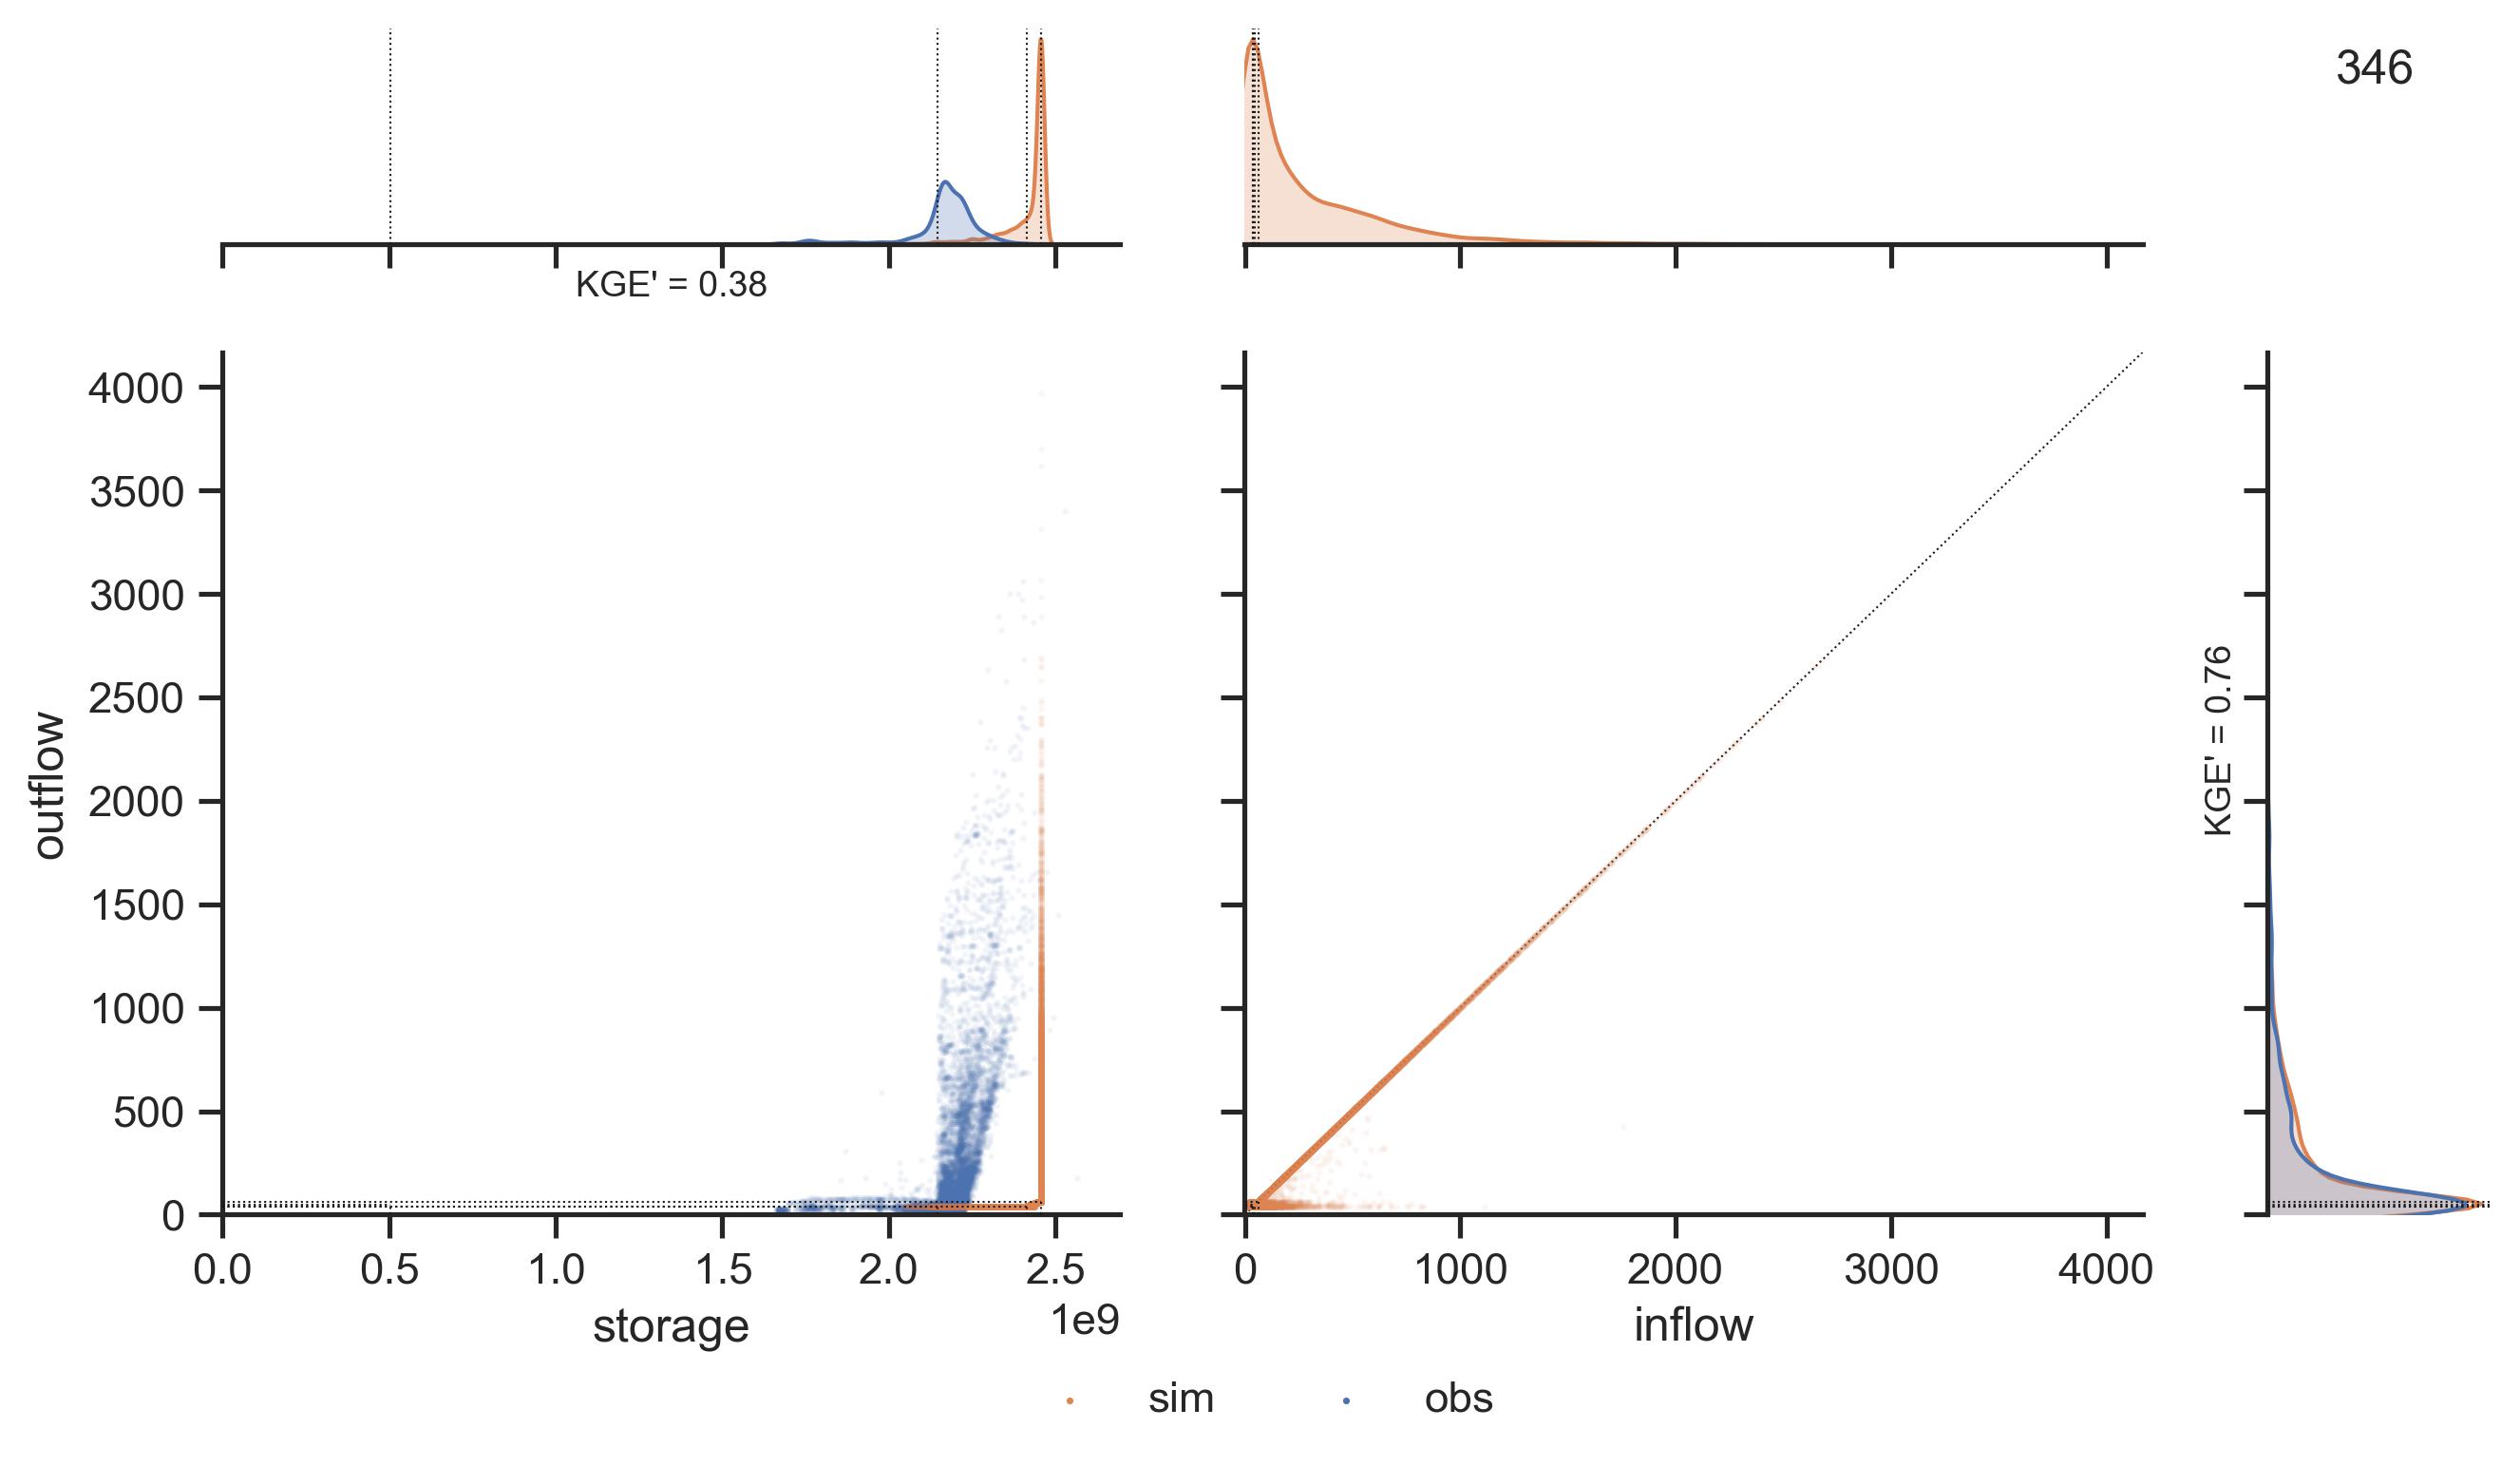 346
KGE' = 0.38
4000
3500
3000
2500
2000
1500
1000
500
0
outflow
KGE' = 0.76
0.0 0.5 1.0 1.5 2.0 2.5
0 1000 2000 3000 4000
1e9
storage
inflow
sim obs